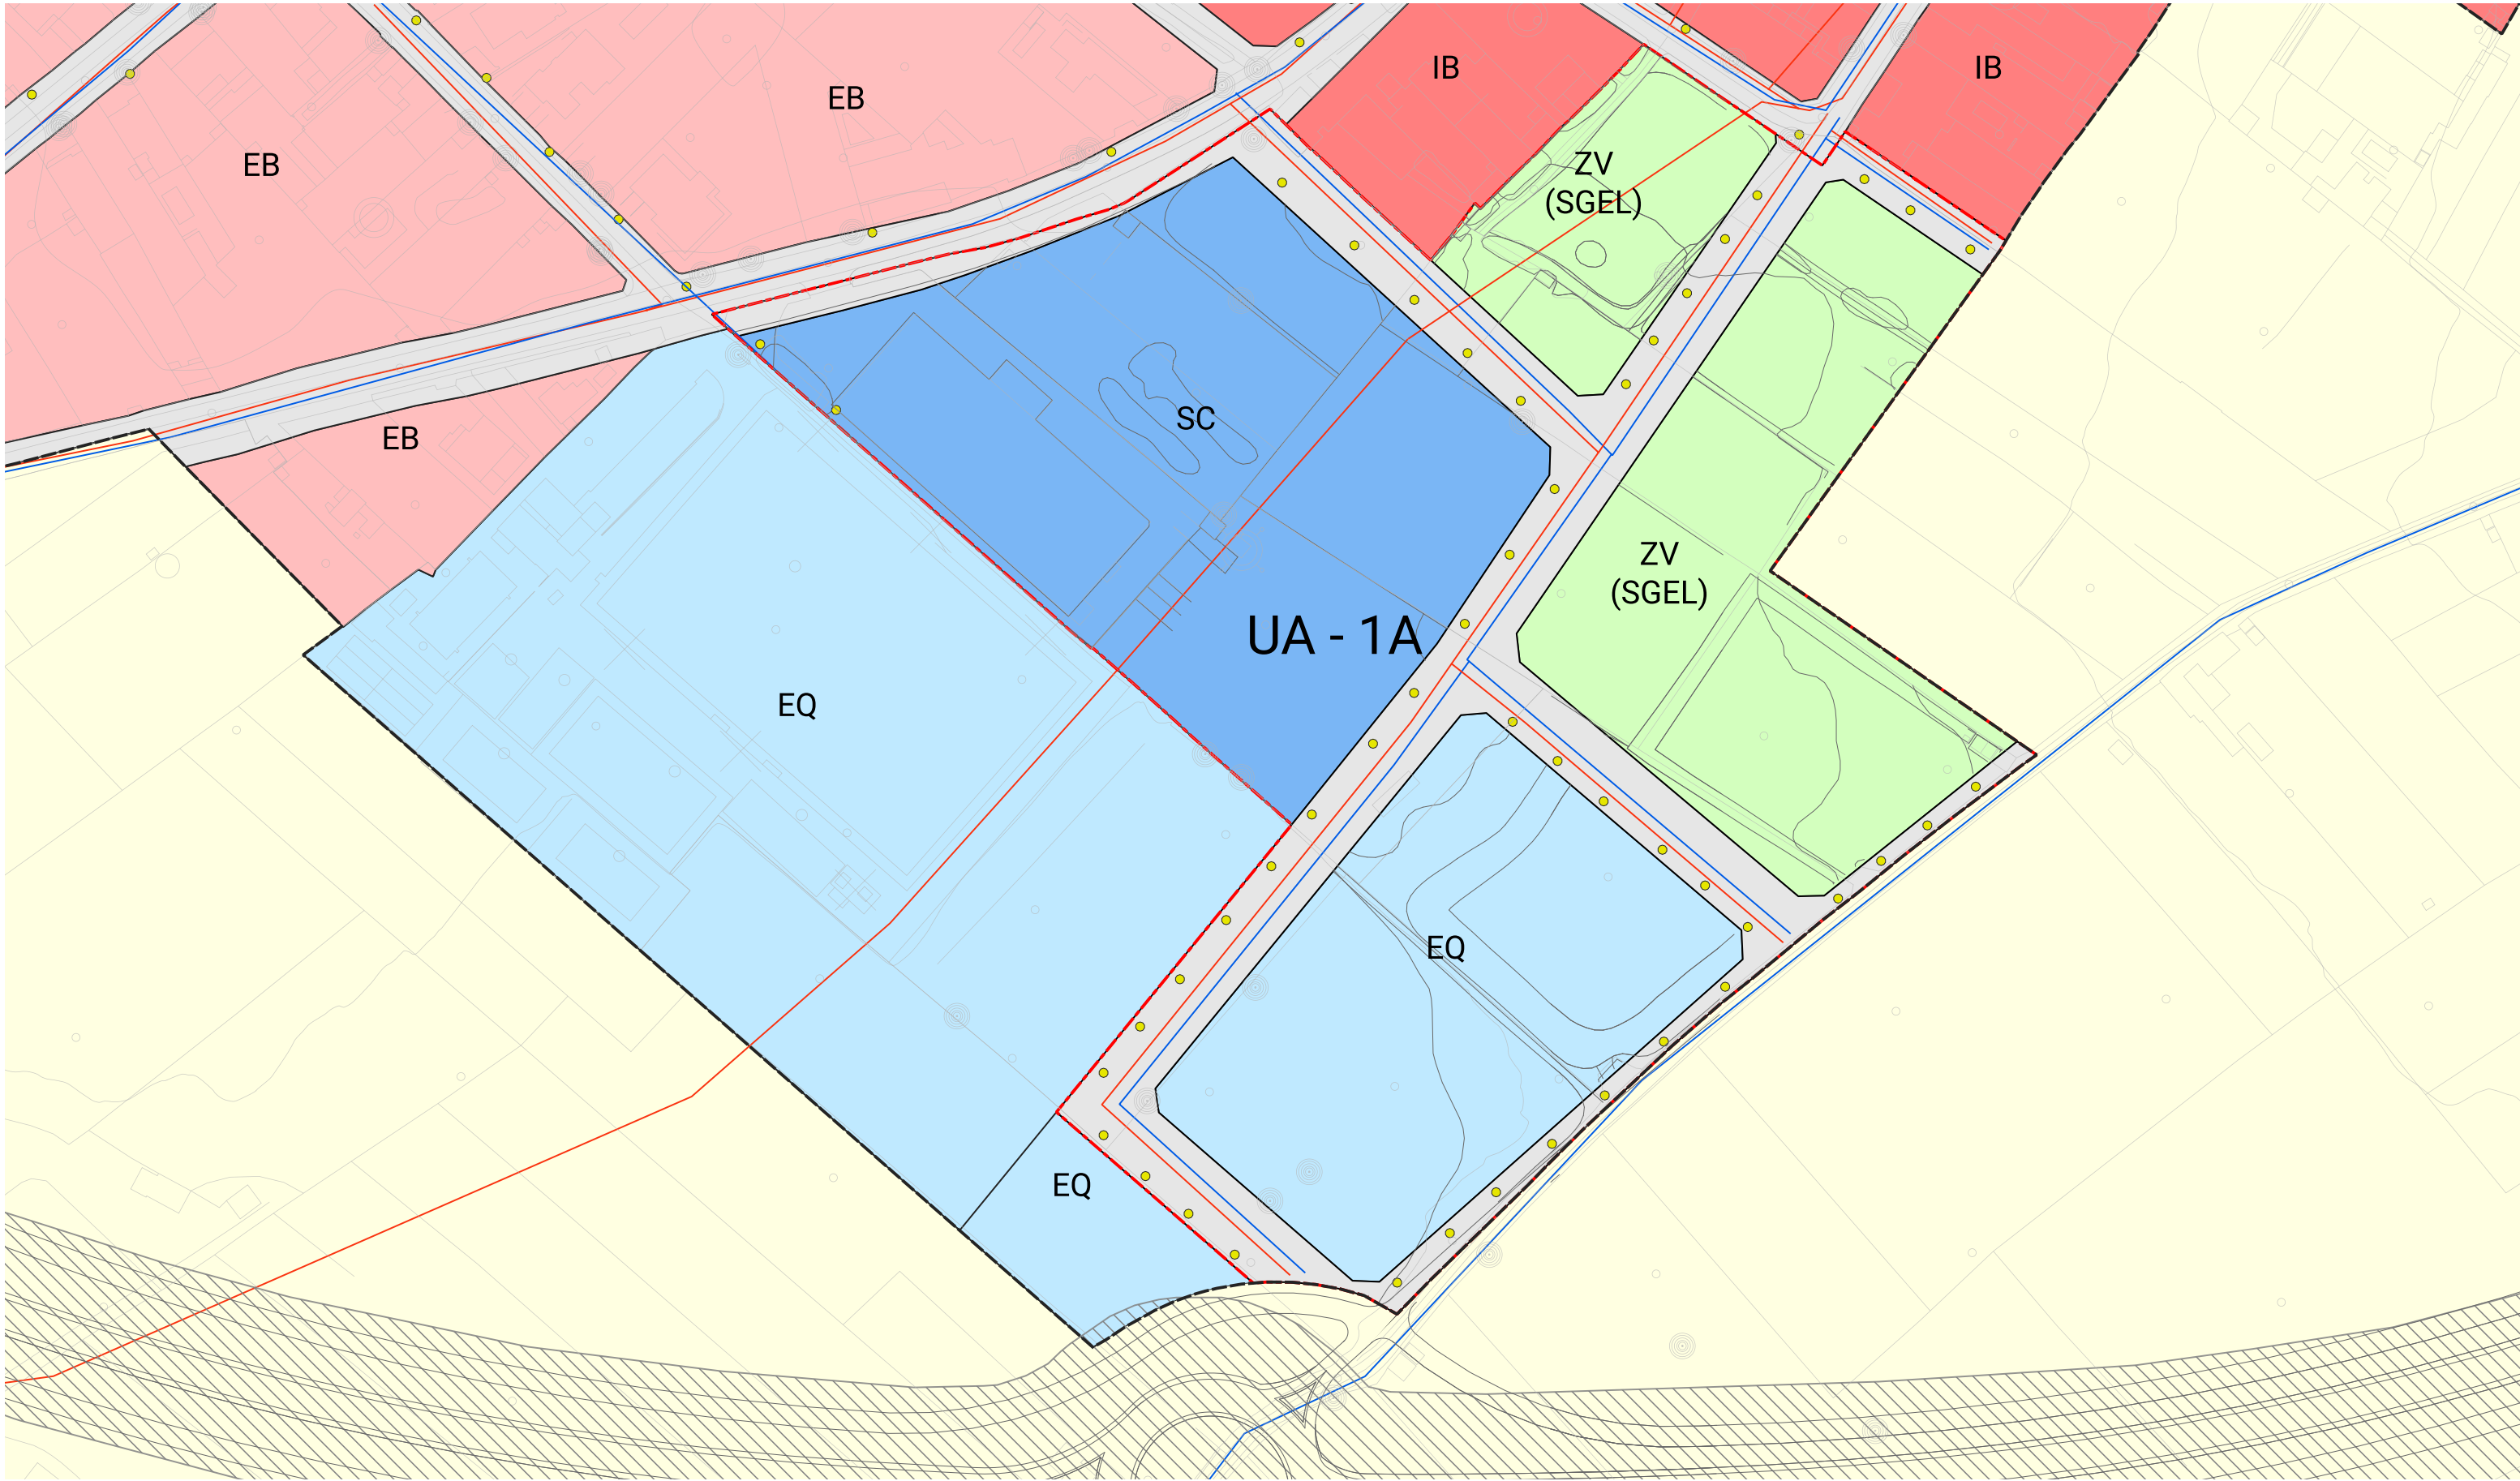 IB
IB
EB
EB
ZV
(SGEL)
SC
EB
ZV
(SGEL)
UA - 1A
EQ
EQ
EQ